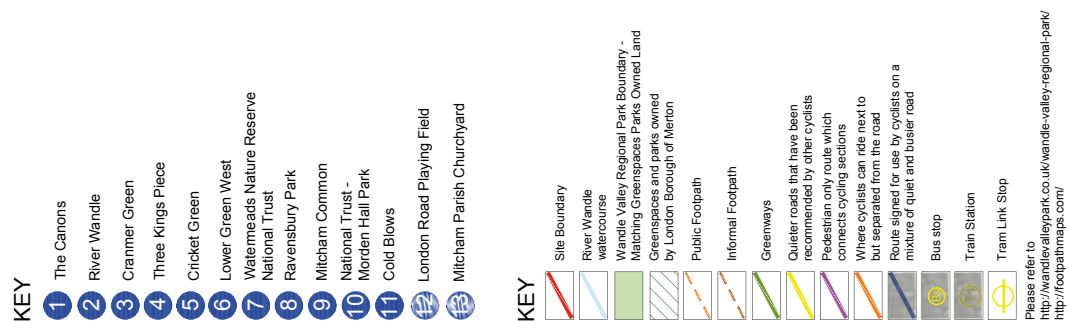 KEY
1 The Canons
2 River Wandle
3 Cranmer Green
4 Three Kings Piece
5 Cricket Green
6 Lower Green West
7 Watermeads Nature Reserve
National Trust
8 Ravensbury Park
9 Mitcham Common
10 National Trust -
Morden Hall Park
11 Cold Blows
12 London Road Playing Field
13 Mitcham Parish Churchyard
KEY
Site Boundary
River Wandle
watercourse
Wandle Valley Regional Park Boundary -
Matching Greenspaces Parks Owned Land
Greenspaces and parks owned
by London Borough of Merton
Public Footpath
Informal Footpath
Greenways
Quieter roads that have been
recommended by other cyclists
Pedestrian only route which
connects cycling sections
Where cyclists can ride next to
but separated from the road
Route signed for use by cyclists on a
mixture of quiet and busier road
Bus stop
Train Station
Tram Link Stop
Please refer to
http://wandlevalleypark.co.uk/wandle-valley-regional-park/
http://footpathmaps.com/